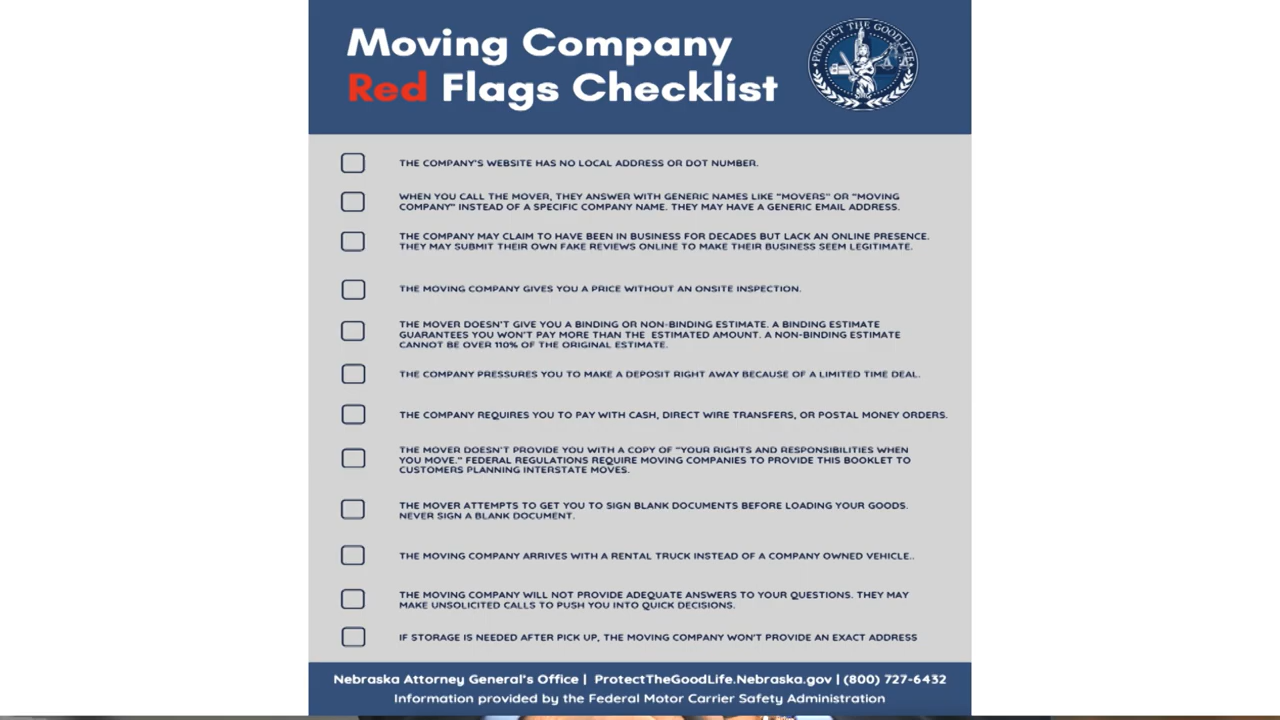 Moving Company
Red Flags Checklist
PROTECT THE GOOD LIFE
THE COMPANY'S WEBSITE HAS NO LOCAL ADDRESS OR DOT NUMBER.
WHEN YOU CALL THE MOVER, THEY ANSWER WITH GENERIC NAMES LIKE "MOVERS" OR "MOVING
COMPANY" INSTEAD OF A SPECIFIC COMPANY NAME. THEY MAY HAVE A GENERIC EMAIL ADDRESS.
THE COMPANY MAY CLAIM TO HAVE BEEN IN BUSINESS FOR DECADES BUT LACK AN ONLINE PRESENCE.
THEY MAY SUBMIT THEIR OWN FAKE REVIEWS ONLINE TO MAKE THEIR BUSINESS SEEM LEGITIMATE.
THE MOVING COMPANY GIVES YOU A PRICE WITHOUT AN ONSITE INSPECTION.
THE MOVER DOESN'T GIVE YOU A BINDING OR NON-BINDING ESTIMATE. A BINDING ESTIMATE
GUARANTEES YOU WON'T PAY MORE THAN THE ESTIMATED AMOUNT. A NON-BINDING ESTIMATE
CANNOT BE OVER 110% OF THE ORIGINAL ESTIMATE.
THE COMPANY PRESSURES YOU TO MAKE A DEPOSIT RIGHT AWAY BECAUSE OF A LIMITED TIME DEAL.
THE COMPANY REQUIRES YOU TO PAY WITH CASH, DIRECT WIRE TRANSFERS, OR POSTAL MONEY ORDERS.
THE MOVER DOESN'T PROVIDE YOU WITH A COPY OF "YOUR RIGHTS AND RESPONSIBILITIES WHEN
YOU MOVE." FEDERAL REGULATIONS REQUIRE MOVING COMPANIES TO PROVIDE THIS BOOKLET TO
CUSTOMERS PLANNING INTERSTATE MOVES.
THE MOVER ATTEMPTS TO GET YOU TO SIGN BLANK DOCUMENTS BEFORE LOADING YOUR GOODS.
NEVER SIGN A BLANK DOCUMENT.
THE MOVING COMPANY ARRIVES WITH A RENTAL TRUCK INSTEAD OF A COMPANY OWNED VEHICLE..
THE MOVING COMPANY WILL NOT PROVIDE ADEQUATE ANSWERS TO YOUR QUESTIONS. THEY MAY
MAKE UNSOLICITED CALLS TO PUSH YOU INTO QUICK DECISIONS.
IF STORAGE IS NEEDED AFTER PICK UP, THE MOVING COMPANY WON'T PROVIDE AN EXACT ADDRESS
Nebraska Attorney General's Office | ProtectTheGoodLife.Nebraska.gov | (800) 727-6432
Information provided by the Federal Motor Carrier Safety Administration